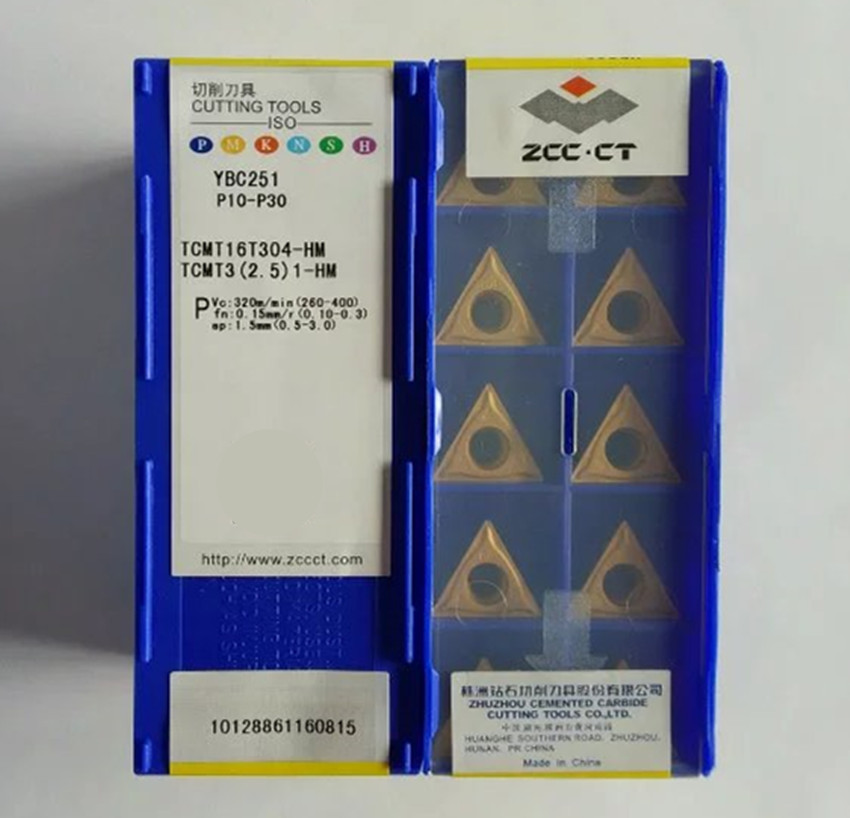 切削刀具
CUTTING TOOLS
ISO
P M K N S H
YBC251
P10-P30
TCMT16T304-HM
TCMT3(2.5)1-HM
P Vc:320m/min(260-400)
fn:0.15mm/r(0.10-0.3)
ap:1.5mm(0.5-3.0)
http://www.zccct.com
10128861160815
ZCC·CT
株洲钻石切削刀具股份有限公司
ZHUZHOU CEMENTED CARBIDE
CUTTING TOOLS CO.,LTD.
HUANGHE SOUTHERN ROAD, ZHUZHOU,
HUNAN, PR.CHINA
Made in China